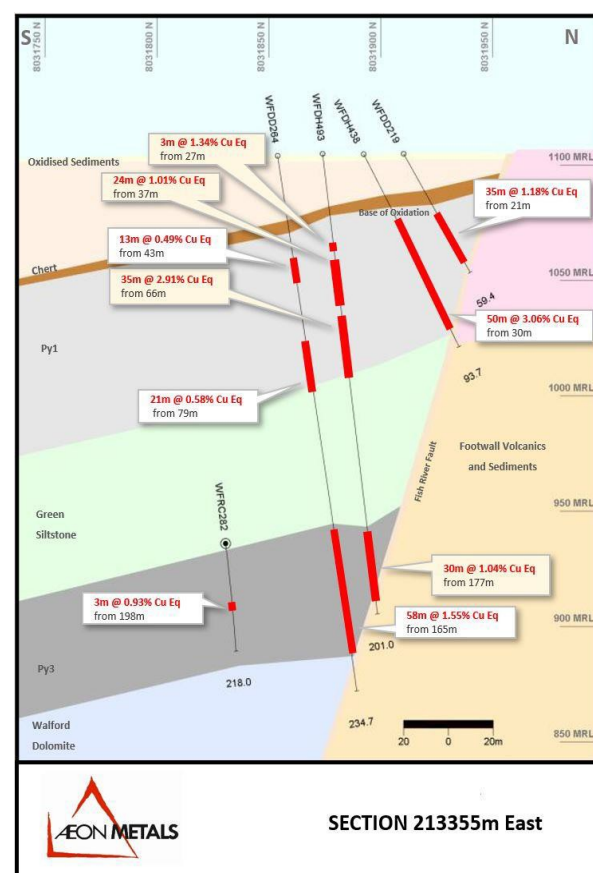 S
N
8031750 N
8031800 N
8031850 N
8031900 N
8031950 N
WFDD264
WFDH493
WFDH438
WFDD219
3m @ 1.34% Cu Eq
from 27m
Oxidised Sediments
1100 MRL
24m @ 1.01% Cu Eq
from 37m
35m @ 1.18% Cu Eq
from 21m
Base of Oxidation
13m @ 0.49% Cu Eq
from 43m
Chert
35m @ 2.91% Cu Eq
from 66m
1050 MRL
59.4
50m @ 3.06% Cu Eq
from 30m
Py1
93.7
1000 MRL
21m @ 0.58% Cu Eq
from 79m
Footwall Volcanics
and Sediments
Fish River Fault
WFRC282
950 MRL
Green
Siltstone
30m @ 1.04% Cu Eq
from 177m
3m @ 0.93% Cu Eq
from 198m
58m @ 1.55% Cu Eq
from 165m
900 MRL
201.0
Py3
218.0
234.7
Walford
Dolomite
20 0 20m
850 MRL
ÆON METALS
SECTION 213355m East